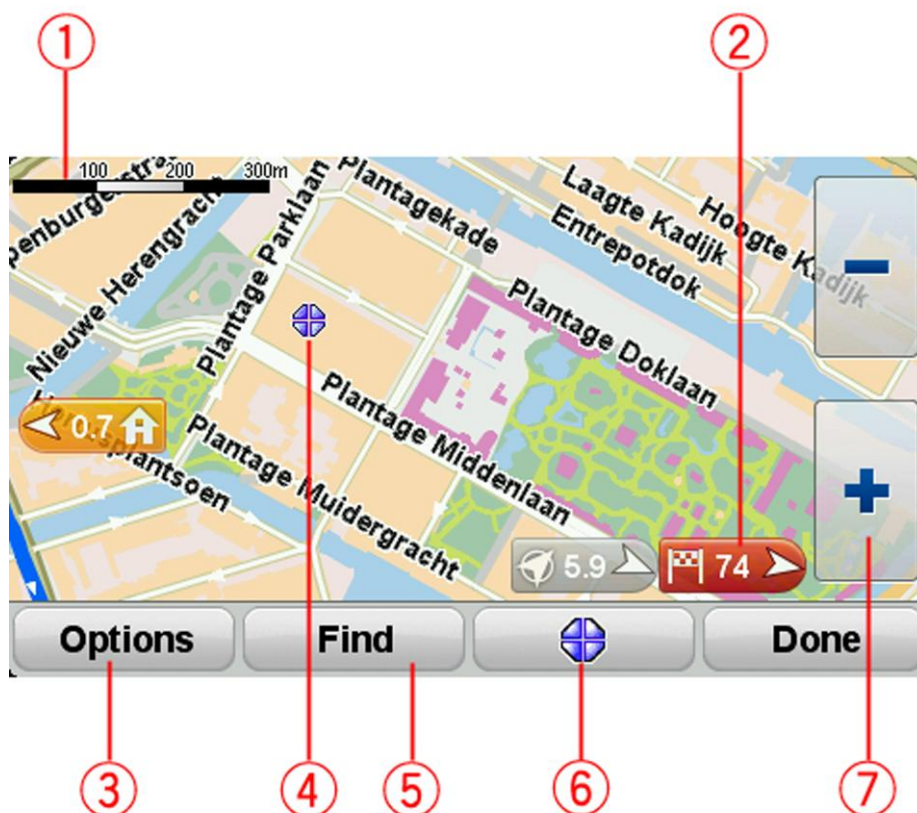 1
2
100 200 300m
Nieuwe Herengracht
Plantage Parklaan
Plantagekade
Laagte Kadijk
Hoogte Kadijk
Entrepotdok
Plantage Doklaan
Plantage Middenlaan
Plantage Muidergracht
0.7
5.9
74
Options
Find
Done
3
4
5
6
7